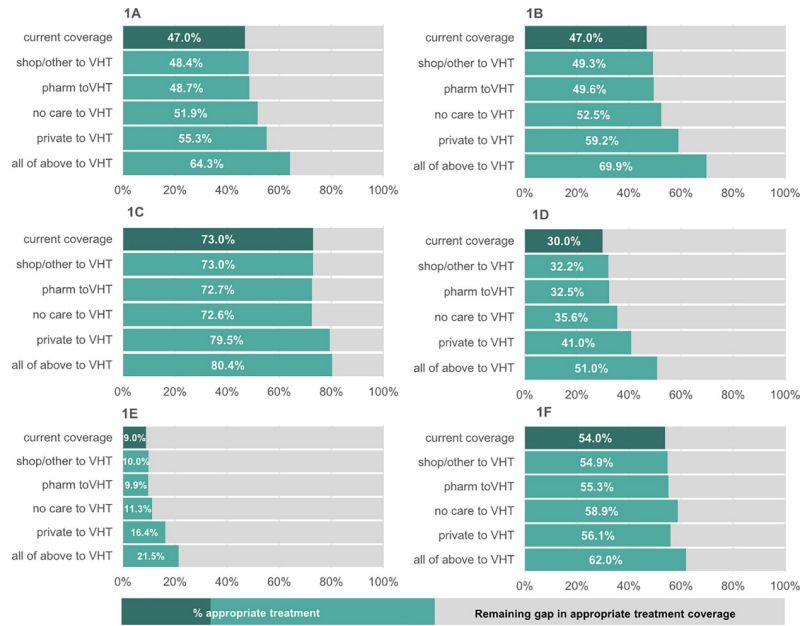 1A
current coverage 47.0%
shop/other to VHT 48.4%
pharm toVHT 48.7%
no care to VHT 51.9%
private to VHT 55.3%
all of above to VHT 64.3%
0% 20% 40% 60% 80% 100%
1B
current coverage 47.0%
shop/other to VHT 49.3%
pharm toVHT 49.6%
no care to VHT 52.5%
private to VHT 59.2%
all of above to VHT 69.9%
0% 20% 40% 60% 80% 100%
1C
current coverage 73.0%
shop/other to VHT 73.0%
pharm toVHT 72.7%
no care to VHT 72.6%
private to VHT 79.5%
all of above to VHT 80.4%
0% 20% 40% 60% 80% 100%
1D
current coverage 30.0%
shop/other to VHT 32.2%
pharm toVHT 32.5%
no care to VHT 35.6%
private to VHT 41.0%
all of above to VHT 51.0%
0% 20% 40% 60% 80% 100%
1E
current coverage 9.0%
shop/other to VHT 10.0%
pharm toVHT 9.9%
no care to VHT 11.3%
private to VHT 16.4%
all of above to VHT 21.5%
0% 20% 40% 60% 80% 100%
1F
current coverage 54.0%
shop/other to VHT 54.9%
pharm toVHT 55.3%
no care to VHT 58.9%
private to VHT 56.1%
all of above to VHT 62.0%
0% 20% 40% 60% 80% 100%
% appropriate treatment
Remaining gap in appropriate treatment coverage